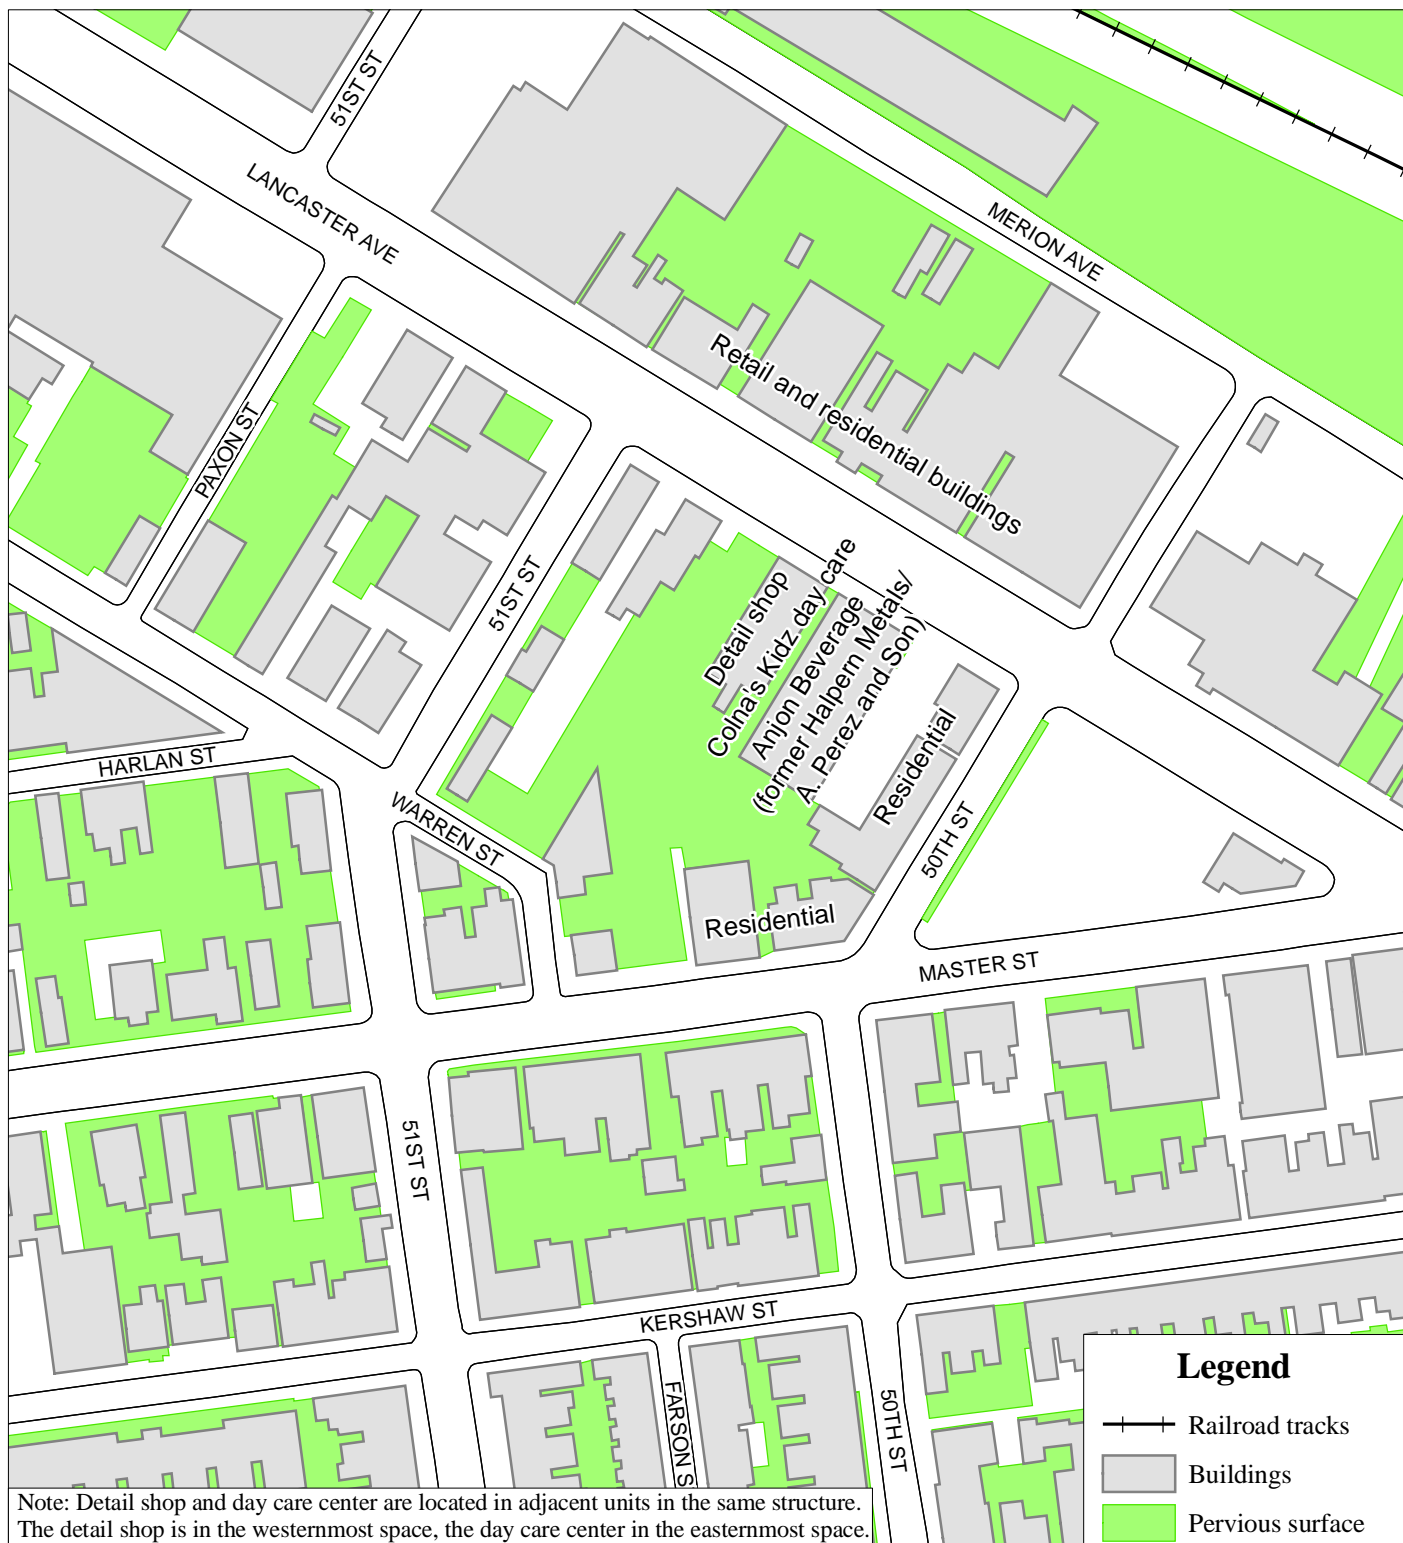 51ST ST
LANCASTER AVE
MERION AVE
Retail and residential buildings
PAXON ST
51ST ST
Detail shop
Colna's Kidz day care
Anjon Beverage
(former Halpern Metals/
A. Perez and Son)
Residential
HARLAN ST
WARREN ST
50TH ST
Residential
MASTER ST
51ST ST
KERSHAW ST
FARSON S
50TH ST
Legend
Railroad tracks
Buildings
Pervious surface
Note: Detail shop and day care center are located in adjacent units in the same structure.
The detail shop is in the westernmost space, the day care center in the easternmost space.